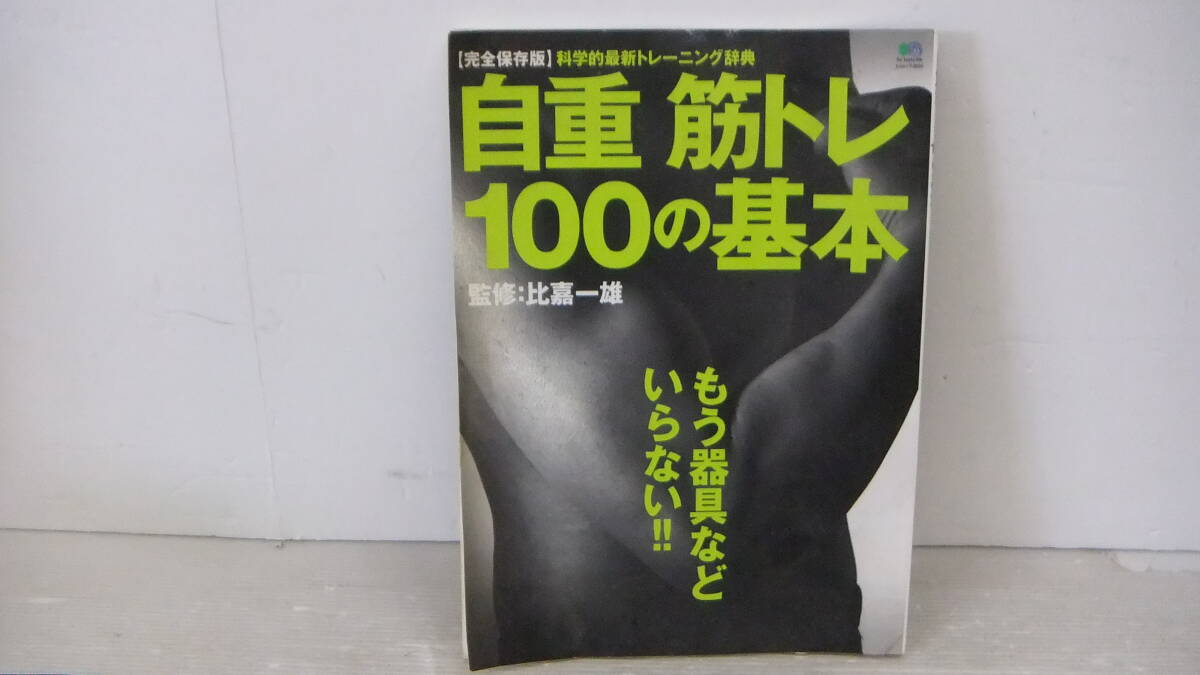 【完全保存版】科学的最新トレーニング辞典
自重 筋トレ
100の基本
監修:比嘉一雄
もう器具など
いらない!!